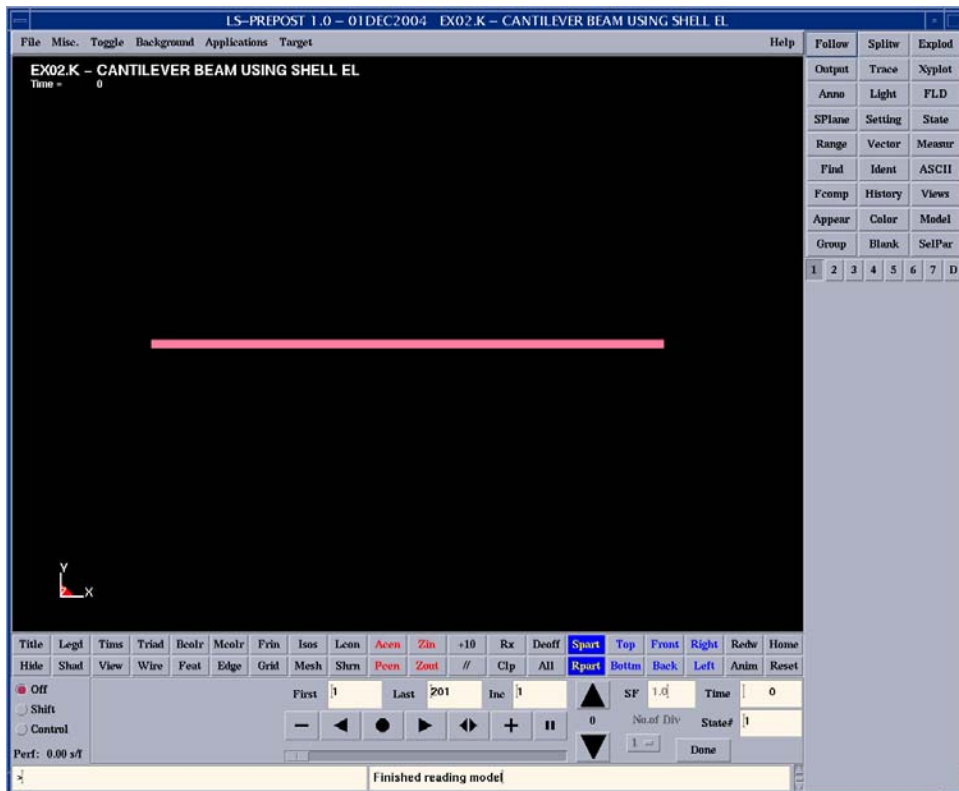 LS-PREPOST 1.0 – 01DEC2004 EX02.K – CANTILEVER BEAM USING SHELL EL
File Misc. Toggle Background Applications Target Help
EX02.K – CANTILEVER BEAM USING SHELL EL
Time = 0
Follow Splitw Explod
Output Trace Xyplot
Anno Light FLD
SPlane Setting State
Range Vector Measur
Find Ident ASCII
Fcomp History Views
Appear Color Model
Group Blank SelPar
1 2 3 4 5 6 7 D
Y
Z X
Title Legd Tims Triad Bcolr Mcolr Frin Isos Lcon Acen Zin +10 Rx Deoff Spart Top Front Right Redw Home
Hide Shad View Wire Feat Edge Grid Mesh Shrn Pcen Zout // Clp All Rpart Bottm Back Left Anim Reset
Off
Shift
Control
Perf: 0.00 s/f
First 1 Last 201 Inc 1
0
SF 1.0 Time 0
No.of Div State# 1
1 Done
> Finished reading model